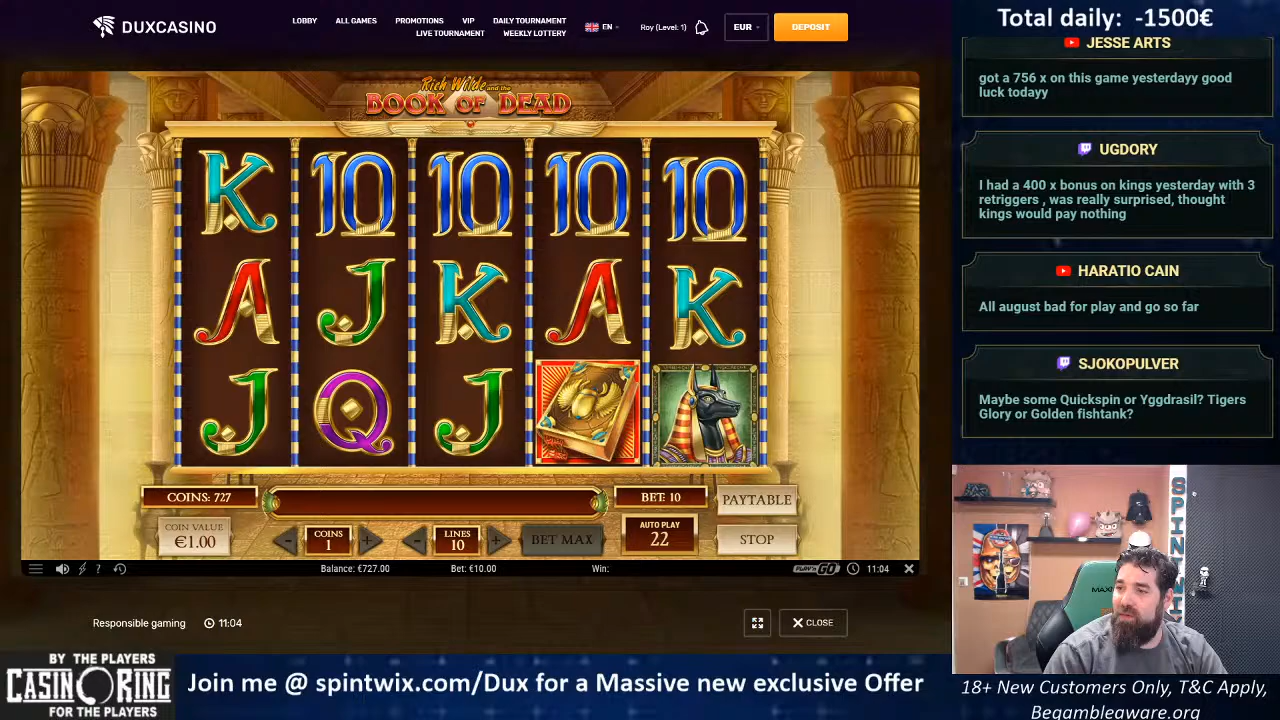 DUXCASINO
LOBBY
ALL GAMES
PROMOTIONS
VIP
DAILY TOURNAMENT
LIVE TOURNAMENT
WEEKLY LOTTERY
EN
Roy (Level: 1)
EUR
DEPOSIT
Rich Wilde and the
BOOK OF DEAD
K 10 10 10 10
A J K A K
J Q J
COINS: 727
BET: 10
PAYTABLE
COIN VALUE
€1.00
- COINS +
1
- LINES +
10
BET MAX
AUTO PLAY
22
STOP
?
Balance: €727.00
Bet: €10.00
Win:
PLAY'n GO
11:04
Responsible gaming
11:04
CLOSE
BY THE PLAYERS
CASINO RING
FOR THE PLAYERS
Join me @ spintwix.com/Dux for a Massive new exclusive Offer
Total daily: -1500€
JESSE ARTS
got a 756 x on this game yesterdayy good
luck todayy
UGDORY
I had a 400 x bonus on kings yesterday with 3
retriggers , was really surprised, thought
kings would pay nothing
HARATIO CAIN
All august bad for play and go so far
SJOKOPULVER
Maybe some Quickspin or Yggdrasil? Tigers
Glory or Golden fishtank?
18+ New Customers Only, T&C Apply,
Begambleaware.org